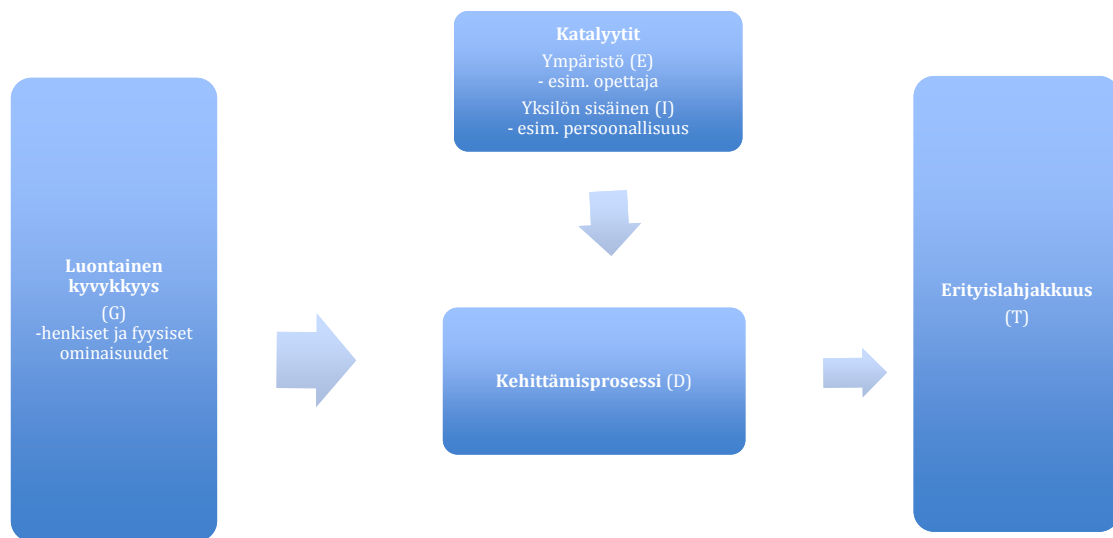 Katalyytit
Ympäristö (E)
- esim. opettaja
Yksilön sisäinen (I)
- esim. persoonallisuus
Luontainen
kyvykkyys
(G)
-henkiset ja fyysiset
ominaisuudet
Kehittämisprosessi (D)
Erityislahjakkuus
(T)